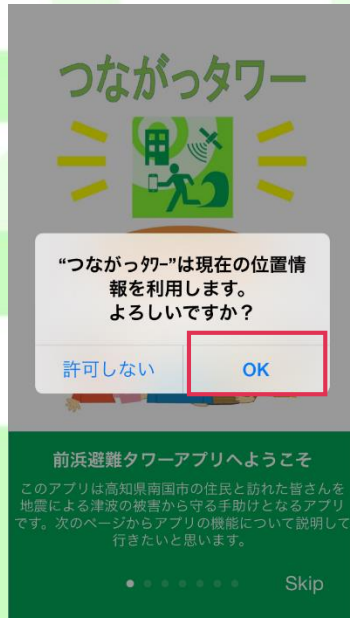 つながっタワー
“つながっﾀﾜｰ”は現在の位置情
報を利用します。
よろしいですか？
許可しない
OK
前浜避難タワーアプリへようこそ
このアプリは高知県南国市の住民と訪れた皆さんを
地震による津波の被害から守る手助けとなるアプリ
です。次のページからアプリの機能について説明して
行きたいと思います。
Skip